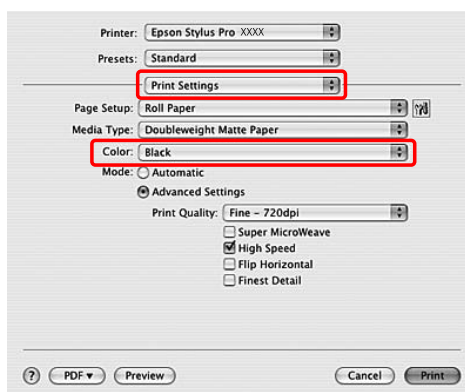 Printer: Epson Stylus Pro XXXX
Presets: Standard
Print Settings
Page Setup: Roll Paper
Media Type: Doubleweight Matte Paper
Color: Black
Mode: Automatic
Advanced Settings
Print Quality: Fine - 720dpi
Super MicroWeave
High Speed
Flip Horizontal
Finest Detail
? PDF Preview Cancel Print